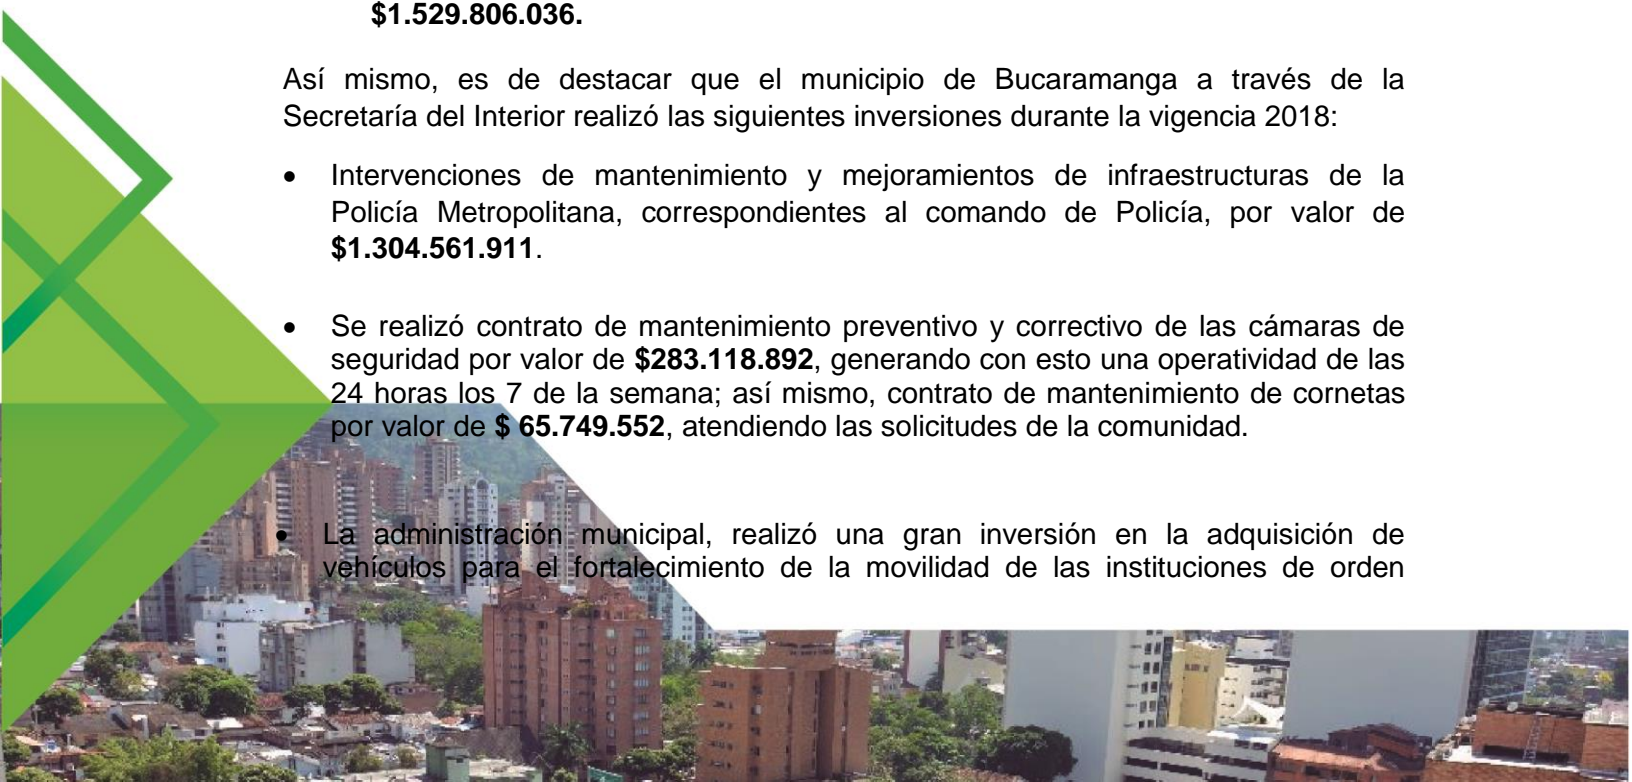 $1.529.806.036.
Así mismo, es de destacar que el municipio de Bucaramanga a través de la
Secretaría del Interior realizó las siguientes inversiones durante la vigencia 2018:
• Intervenciones de mantenimiento y mejoramientos de infraestructuras de la
Policía Metropolitana, correspondientes al comando de Policía, por valor de
$1.304.561.911.
• Se realizó contrato de mantenimiento preventivo y correctivo de las cámaras de
seguridad por valor de $283.118.892, generando con esto una operatividad de las
24 horas los 7 de la semana; así mismo, contrato de mantenimiento de cornetas
por valor de $ 65.749.552, atendiendo las solicitudes de la comunidad.
• La administración municipal, realizó una gran inversión en la adquisición de
vehículos para el fortalecimiento de la movilidad de las instituciones de orden